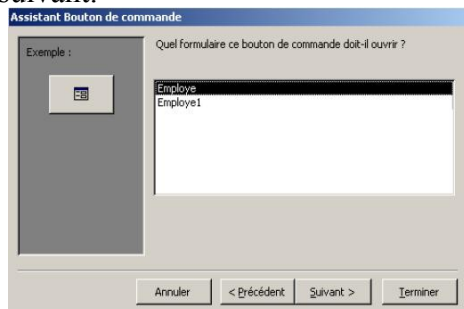 suivant.
Assistant Bouton de commande
Exemple :
Quel formulaire ce bouton de commande doit-il ouvrir ?
Employe
Employe1
Annuler
< Précédent
Suivant >
Terminer